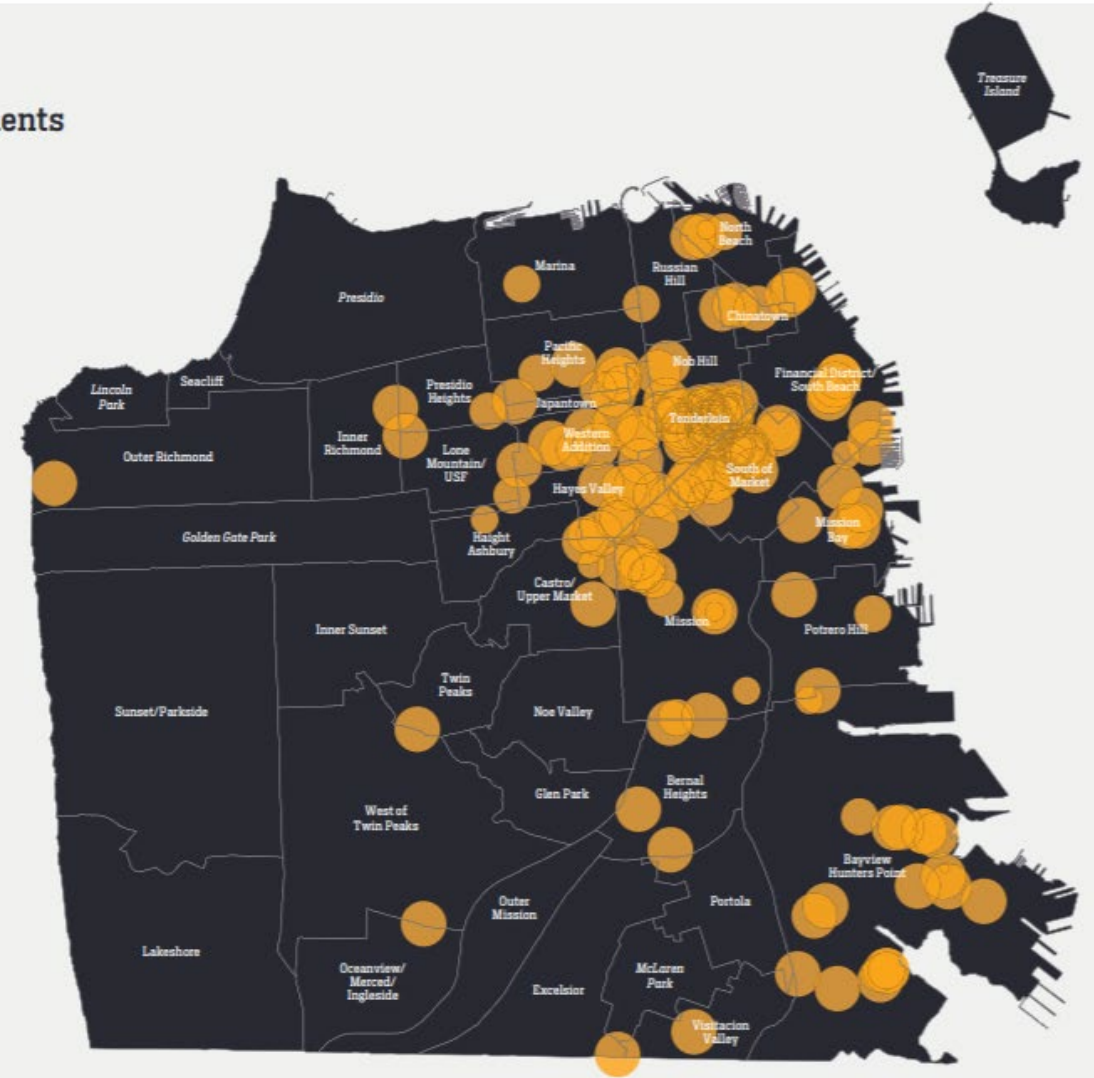 ents
Treasure
Island
North
Beach
Marina
Russian
Hill
Presidio
Chinatown
Pacific
Heights
Nob Hill
Financial District/
South Beach
Lincoln
Park
Seacliff
Presidio
Heights
Japantown
Tenderloin
Outer Richmond
Inner
Richmond
Lone
Mountain/
USF
Western
Addition
South of
Market
Hayes Valley
Golden Gate Park
Haight
Ashbury
Mission
Bay
Castro/
Upper Market
Inner Sunset
Mission
Potrero Hill
Twin
Peaks
Sunset/Parkside
Noe Valley
Glen Park
Bernal
Heights
West of
Twin Peaks
Bayview
Hunters Point
Outer
Mission
Portola
Lakeshore
Oceanview/
Merced/
Ingleside
Excelsior
McLaren
Park
Visitacion
Valley